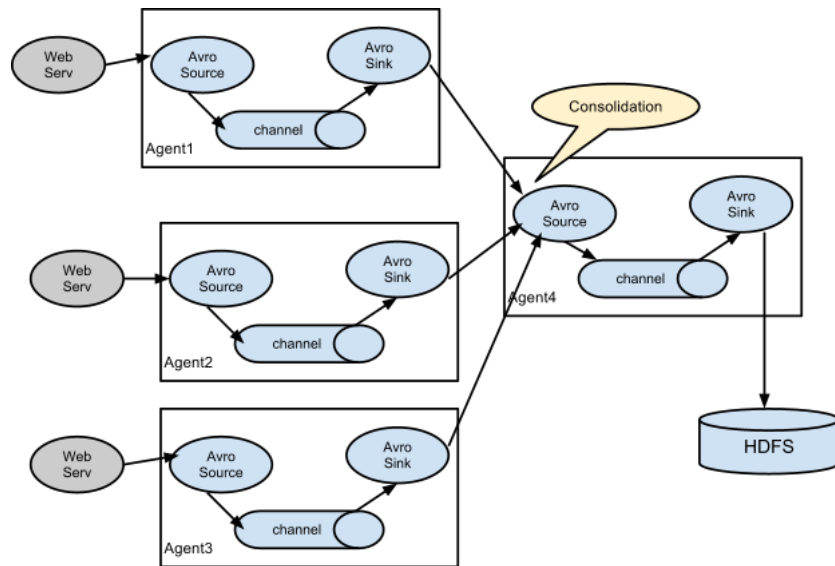 Web
Serv
Avro
Source
Avro
Sink
channel
Agent1
Consolidation
Web
Serv
Avro
Source
Avro
Sink
channel
Agent2
Avro
Source
Avro
Sink
channel
Agent4
Web
Serv
Avro
Source
Avro
Sink
channel
Agent3
HDFS